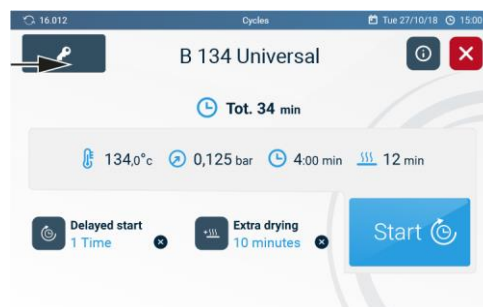 16.012 Cycles Tue 27/10/18 15:00
B 134 Universal
Tot. 34 min
134,0°c 0,125 bar 4:00 min 12 min
Delayed start
1 Time
Extra drying
10 minutes
Start